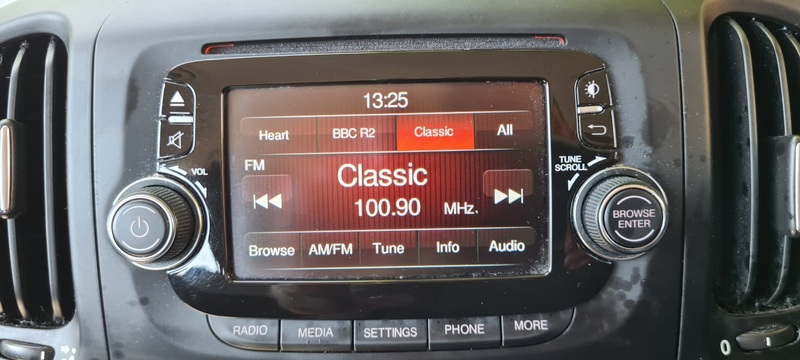 13:25
Heart BBC R2 Classic All
FM
Classic
100.90 MHz.
Browse AM/FM Tune Info Audio
VOL
TUNE
SCROLL
BROWSE
ENTER
RADIO MEDIA SETTINGS PHONE MORE
0